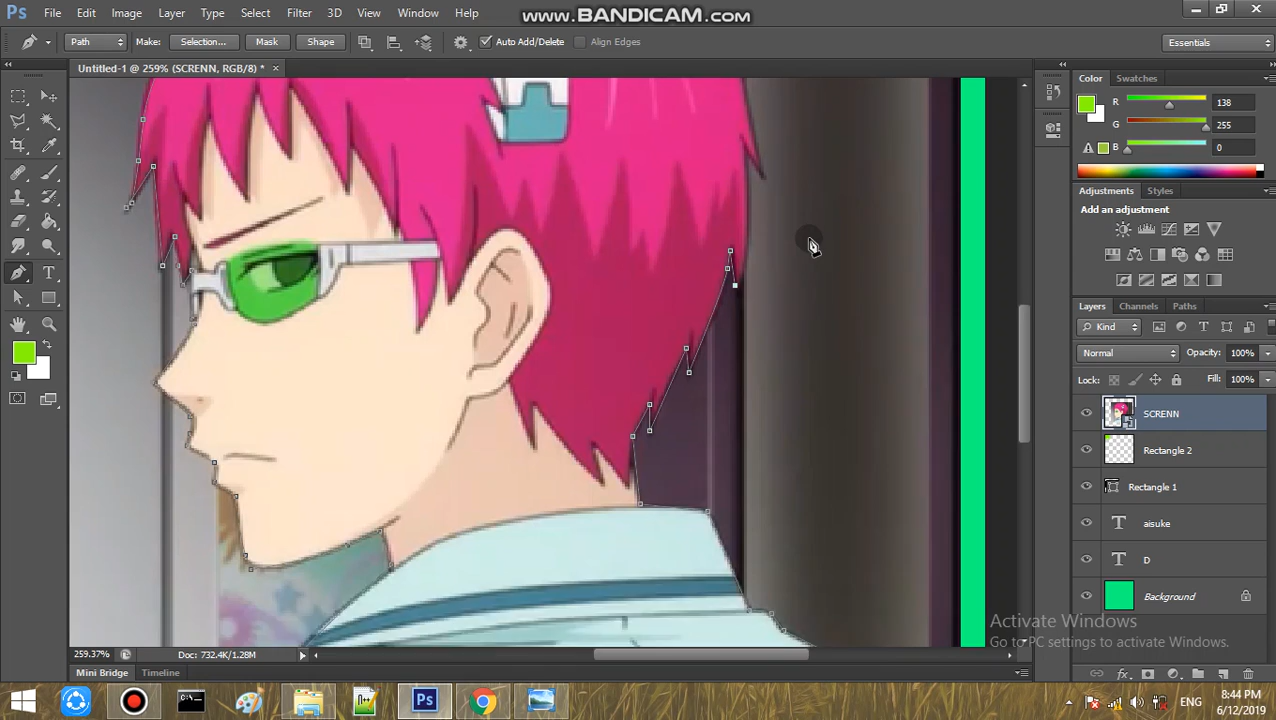 Ps File Edit Image Layer Type Select Filter 3D View Window Help
www.BANDICAM.com
Path Make: Selection... Mask Shape Auto Add/Delete Align Edges Essentials
Untitled-1 @ 259% (SCRENN, RGB/8) *
Color Swatches
R 138
G 255
B 0
Adjustments Styles
Add an adjustment
Layers Channels Paths
Kind
Normal Opacity: 100%
Lock: Fill: 100%
SCRENN
Rectangle 2
Rectangle 1
T aisuke
T D
Background
Activate Windows
Go to PC settings to activate Windows.
259.37% Doc: 732.4K/1.28M
Mini Bridge Timeline
Ps ENG 8:44 PM
6/12/2019